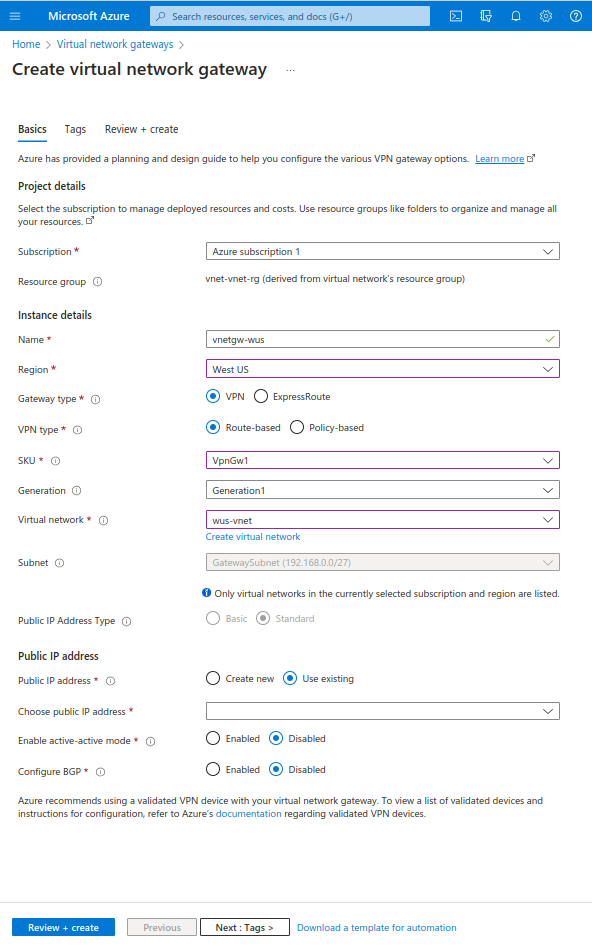 Microsoft Azure
Search resources, services, and docs (G+/)
Home > Virtual network gateways >
Create virtual network gateway ...
Basics Tags Review + create
Azure has provided a planning and design guide to help you configure the various VPN gateway options. Learn more
Project details
Select the subscription to manage deployed resources and costs. Use resource groups like folders to organize and manage all
your resources.
Subscription * Azure subscription 1
Resource group vnet-vnet-rg (derived from virtual network's resource group)
Instance details
Name * vnetgw-wus
Region * West US
Gateway type * VPN ExpressRoute
VPN type * Route-based Policy-based
SKU * VpnGw1
Generation Generation1
Virtual network * wus-vnet
Create virtual network
Subnet GatewaySubnet (192.168.0.0/27)
Only virtual networks in the currently selected subscription and region are listed.
Public IP Address Type Basic Standard
Public IP address
Public IP address * Create new Use existing
Choose public IP address *
Enable active-active mode * Enabled Disabled
Configure BGP * Enabled Disabled
Azure recommends using a validated VPN device with your virtual network gateway. To view a list of validated devices and
instructions for configuration, refer to Azure's documentation regarding validated VPN devices.
Review + create Previous Next : Tags > Download a template for automation